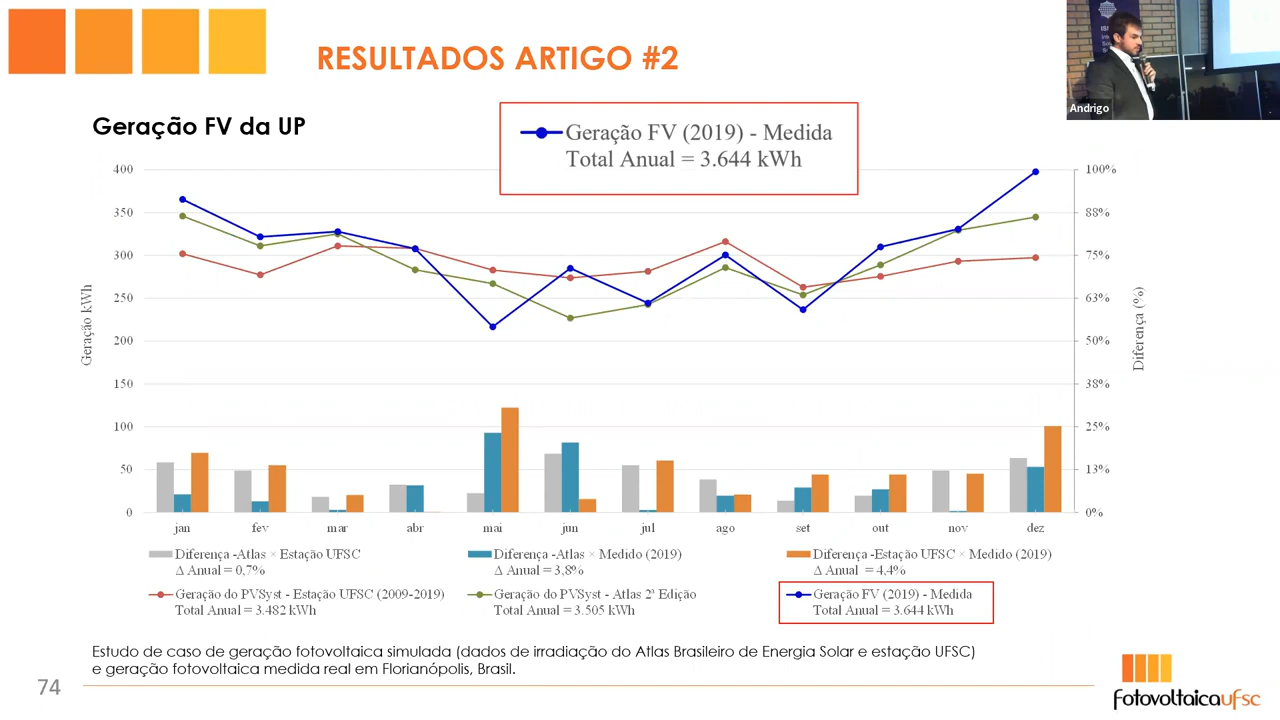 RESULTADOS ARTIGO #2
Andrigo
Geração FV da UP
Geração FV (2019) - Medida
Total Anual = 3.644 kWh
400
350
300
250
200
150
100
50
0
Geração kWh
100%
88%
75%
63%
50%
38%
25%
13%
0%
Diferença (%)
jan fev mar abr mai jun jul ago set out nov dez
Diferença -Atlas × Estação UFSC
Δ Anual = 0,7%
Diferença -Atlas × Medido (2019)
Δ Anual = 3,8%
Diferença -Estação UFSC × Medido (2019)
Δ Anual = 4,4%
Geração do PVSyst - Estação UFSC (2009-2019)
Total Anual = 3.482 kWh
Geração do PVSyst - Atlas 2ª Edição
Total Anual = 3.505 kWh
Geração FV (2019) - Medida
Total Anual = 3.644 kWh
Estudo de caso de geração fotovoltaica simulada (dados de irradiação do Atlas Brasileiro de Energia Solar e estação UFSC)
e geração fotovoltaica medida real em Florianópolis, Brasil.
74
fotovoltaicaufsc